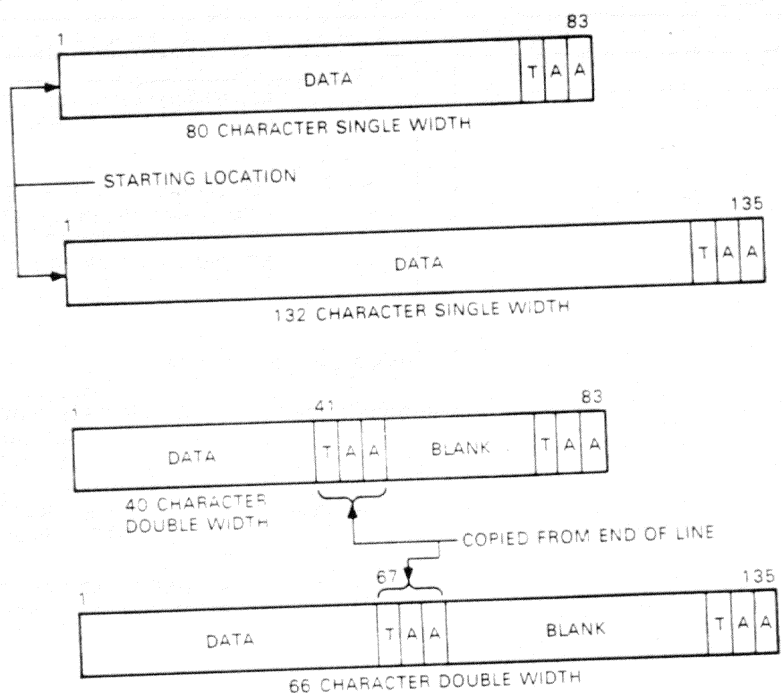 1 83
DATA T A A
80 CHARACTER SINGLE WIDTH
STARTING LOCATION
1 135
DATA T A A
132 CHARACTER SINGLE WIDTH
1 41 83
DATA T A A BLANK T A A
40 CHARACTER
DOUBLE WIDTH
COPIED FROM END OF LINE
1 67 135
DATA T A A BLANK T A A
66 CHARACTER DOUBLE WIDTH